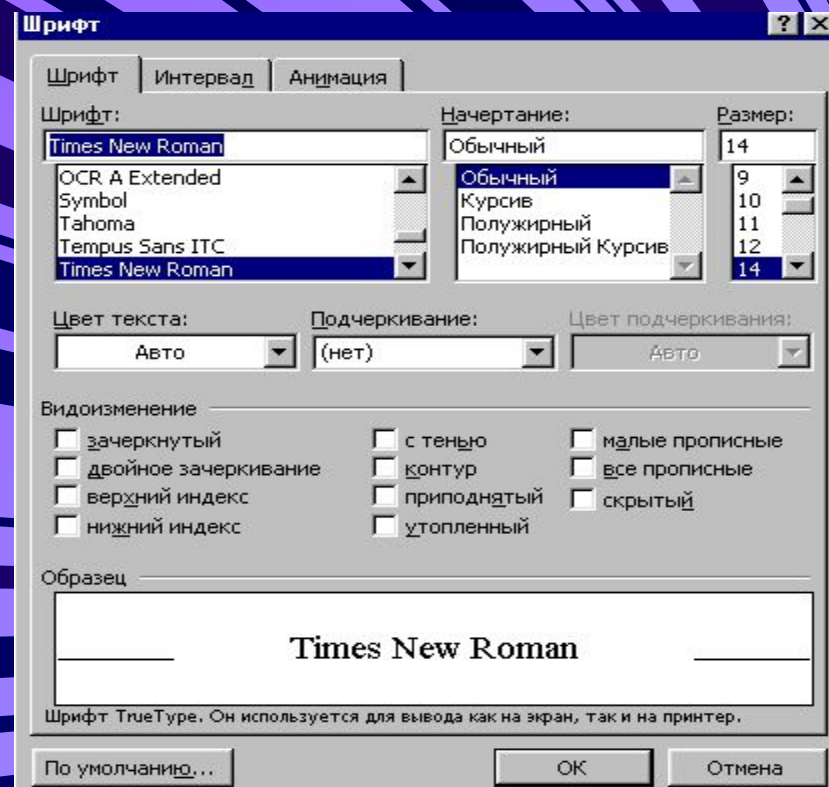 Шрифт
Шрифт Интервал Анимация
Шрифт: Начертание: Размер:
Times New Roman Обычный 14
OCR A Extended Обычный 9
Symbol Курсив 10
Tahoma Полужирный 11
Tempus Sans ITC Полужирный Курсив 12
Times New Roman 14
Цвет текста: Подчеркивание: Цвет подчеркивания:
Авто (нет) Авто
Видоизменение
зачеркнутый с тенью малые прописные
двойное зачеркивание контур все прописные
верхний индекс приподнятый скрытый
нижний индекс утопленный
Образец
Times New Roman
Шрифт TrueType. Он используется для вывода как на экран, так и на принтер.
По умолчанию... ОК Отмена